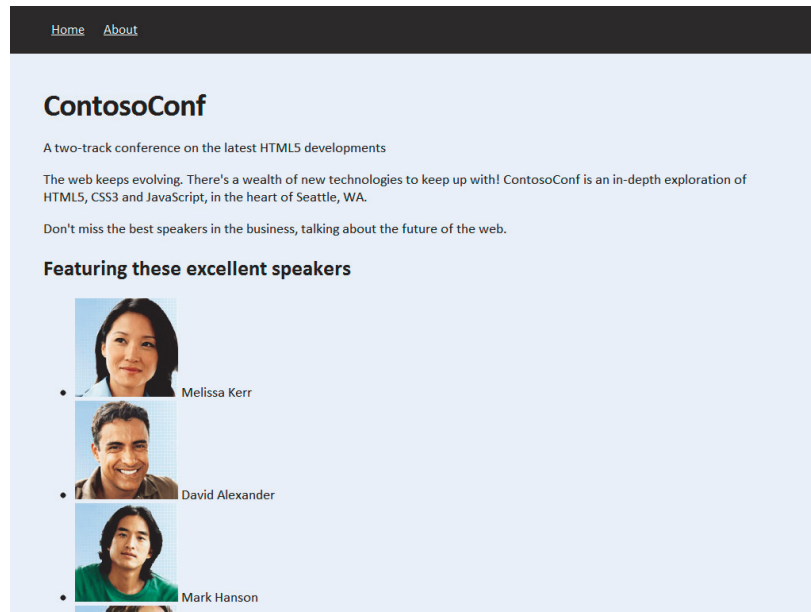 Home About
ContosoConf
A two-track conference on the latest HTML5 developments
The web keeps evolving. There's a wealth of new technologies to keep up with! ContosoConf is an in-depth exploration of
HTML5, CSS3 and JavaScript, in the heart of Seattle, WA.
Don't miss the best speakers in the business, talking about the future of the web.
Featuring these excellent speakers
Melissa Kerr
David Alexander
Mark Hanson